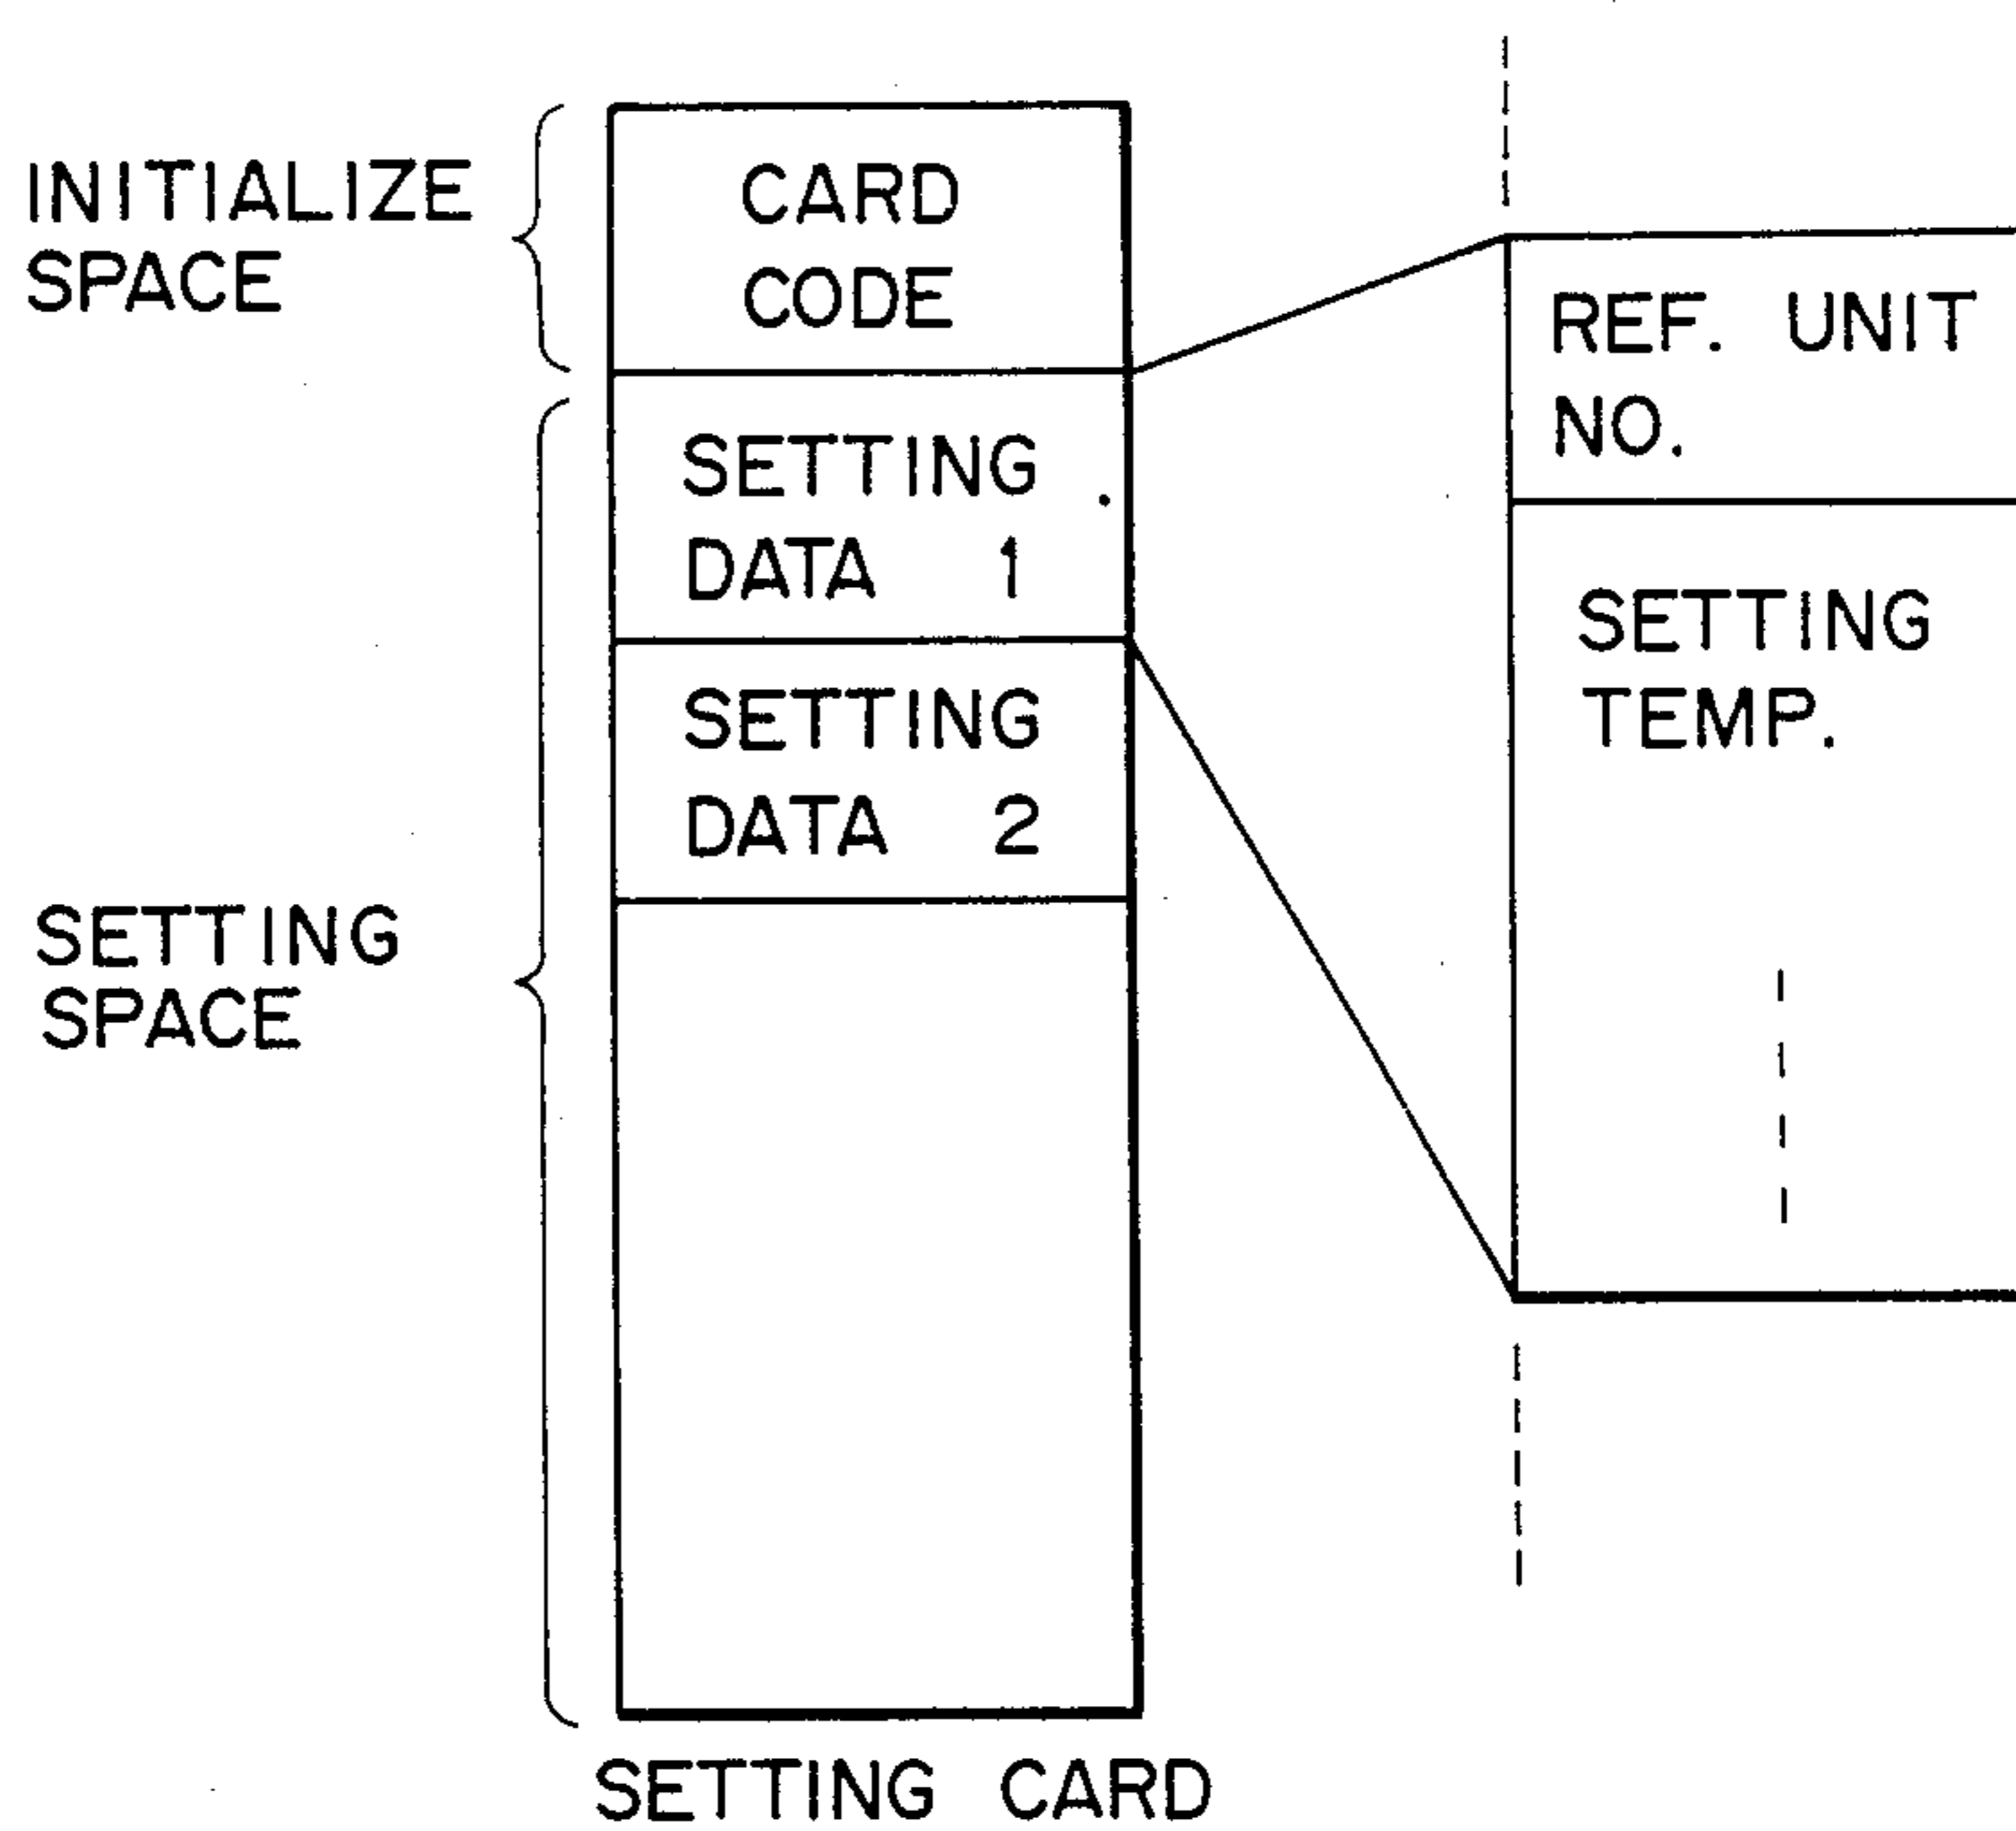 INITIALIZE
SPACE
CARD
CODE
SETTING
DATA 1
SETTING
DATA 2
SETTING
SPACE
REF. UNIT
NO.
SETTING
TEMP.
SETTING CARD